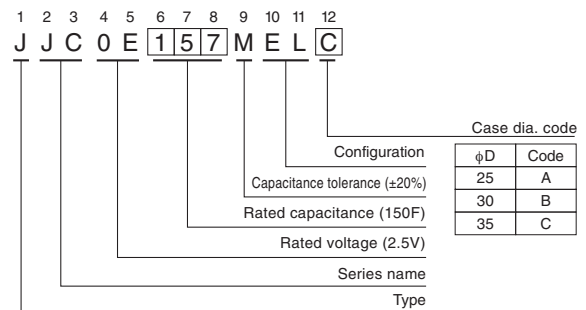 1 2 3 4 5 6 7 8 9 10 11 12
J J C 0 E 1 5 7 M E L C
Case dia. code
Configuration
Capacitance tolerance (±20%)
Rated capacitance (150F)
Rated voltage (2.5V)
Series name
Type
φD Code
25 A
30 B
35 C